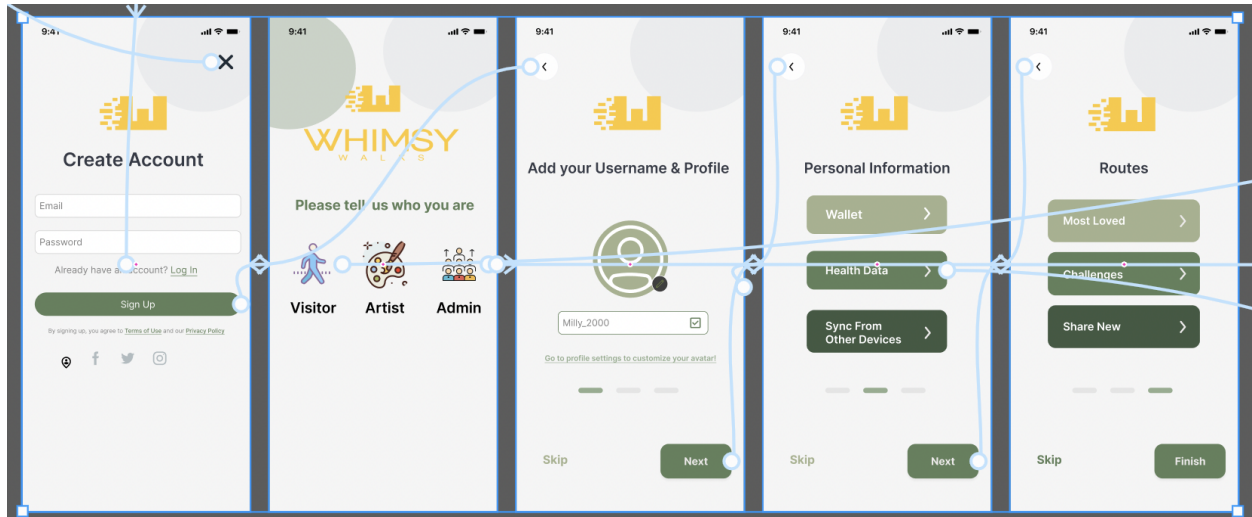 9:41
Create Account
Email
Password
Already have an account? Log In
Sign Up
By signing up, you agree to Terms of Use and our Privacy Policy
9:41
WHIMSY
WALKS
Please tell us who you are
Visitor
Artist
Admin
9:41
Add your Username & Profile
Milly_2000
Go to profile settings to customize your avatar!
Skip
Next
9:41
Personal Information
Wallet
Health Data
Sync From
Other Devices
Skip
Next
9:41
Routes
Most Loved
Challenges
Share New
Skip
Finish